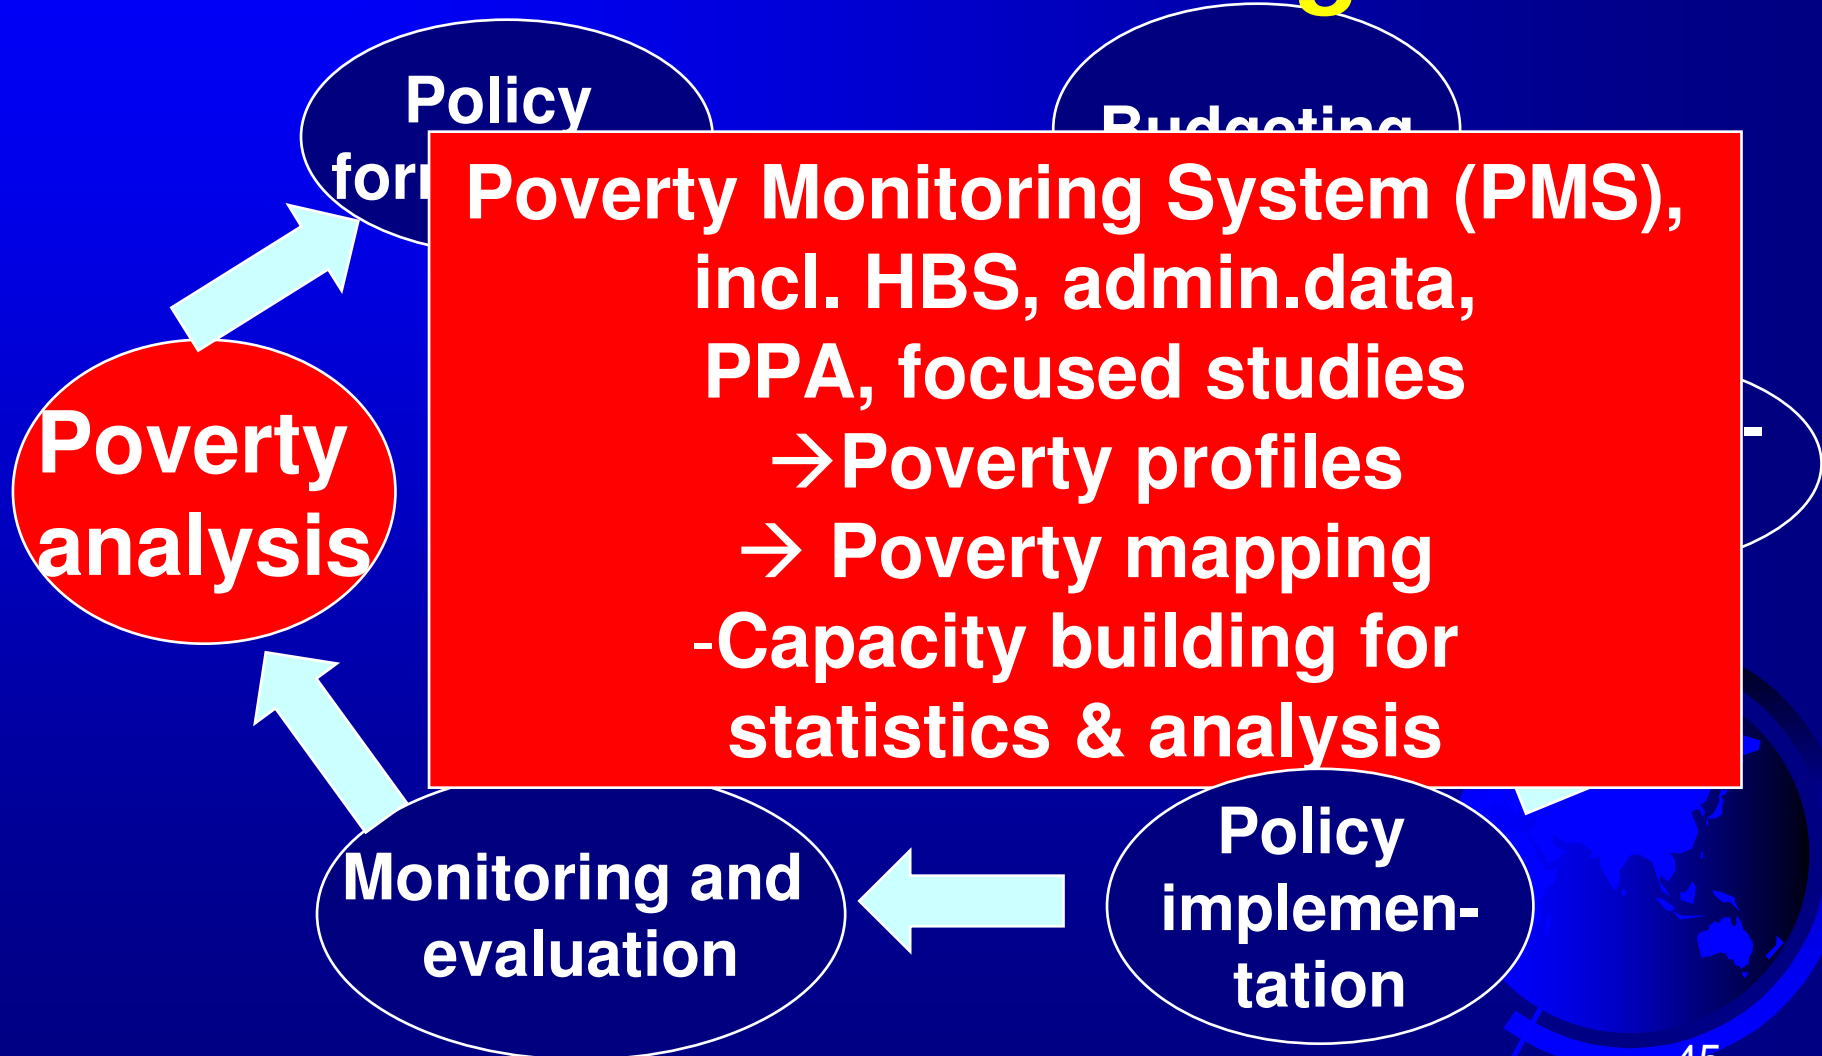 Policy
Budgeting
Poverty Monitoring System (PMS),
incl. HBS, admin.data,
PPA, focused studies
→Poverty profiles
→ Poverty mapping
-Capacity building for
statistics & analysis
Poverty
analysis
Policy
implemen-
tation
Monitoring and
evaluation